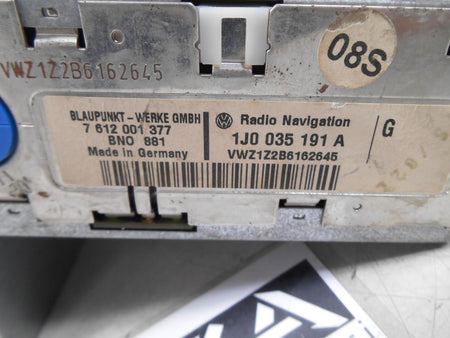 VWZ1Z2B6162645
08S
BLAUPUNKT - WERKE GMBH
7 612 001 377
BNO 881
Made in Germany
Radio Navigation
1J0 035 191 A
VWZ1Z2B6162645
G